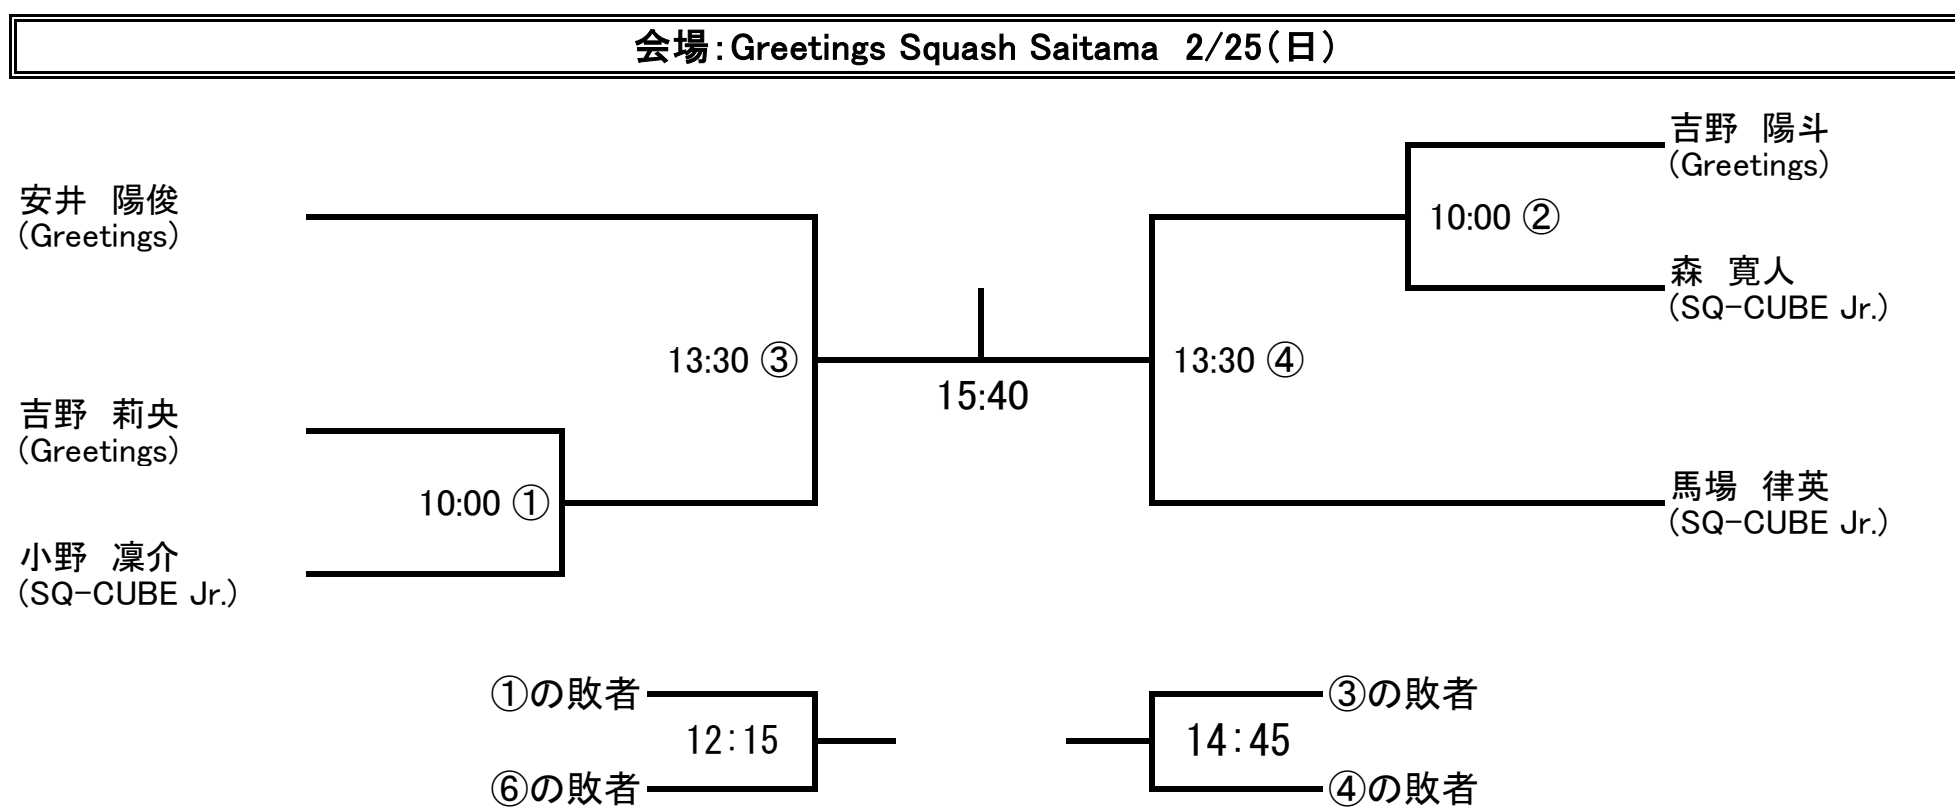 会場：Greetings Squash Saitama　2/25（日）
安井　陽俊
(Greetings)
吉野　莉央
(Greetings)
小野　凜介
(SQ-CUBE Jr.)
10:00 ①
13:30 ③
15:40
13:30 ④
10:00 ②
吉野　陽斗
(Greetings)
森　寛人
(SQ-CUBE Jr.)
馬場　律英
(SQ-CUBE Jr.)
①の敗者
12：15
⑥の敗者
③の敗者
14：45
④の敗者